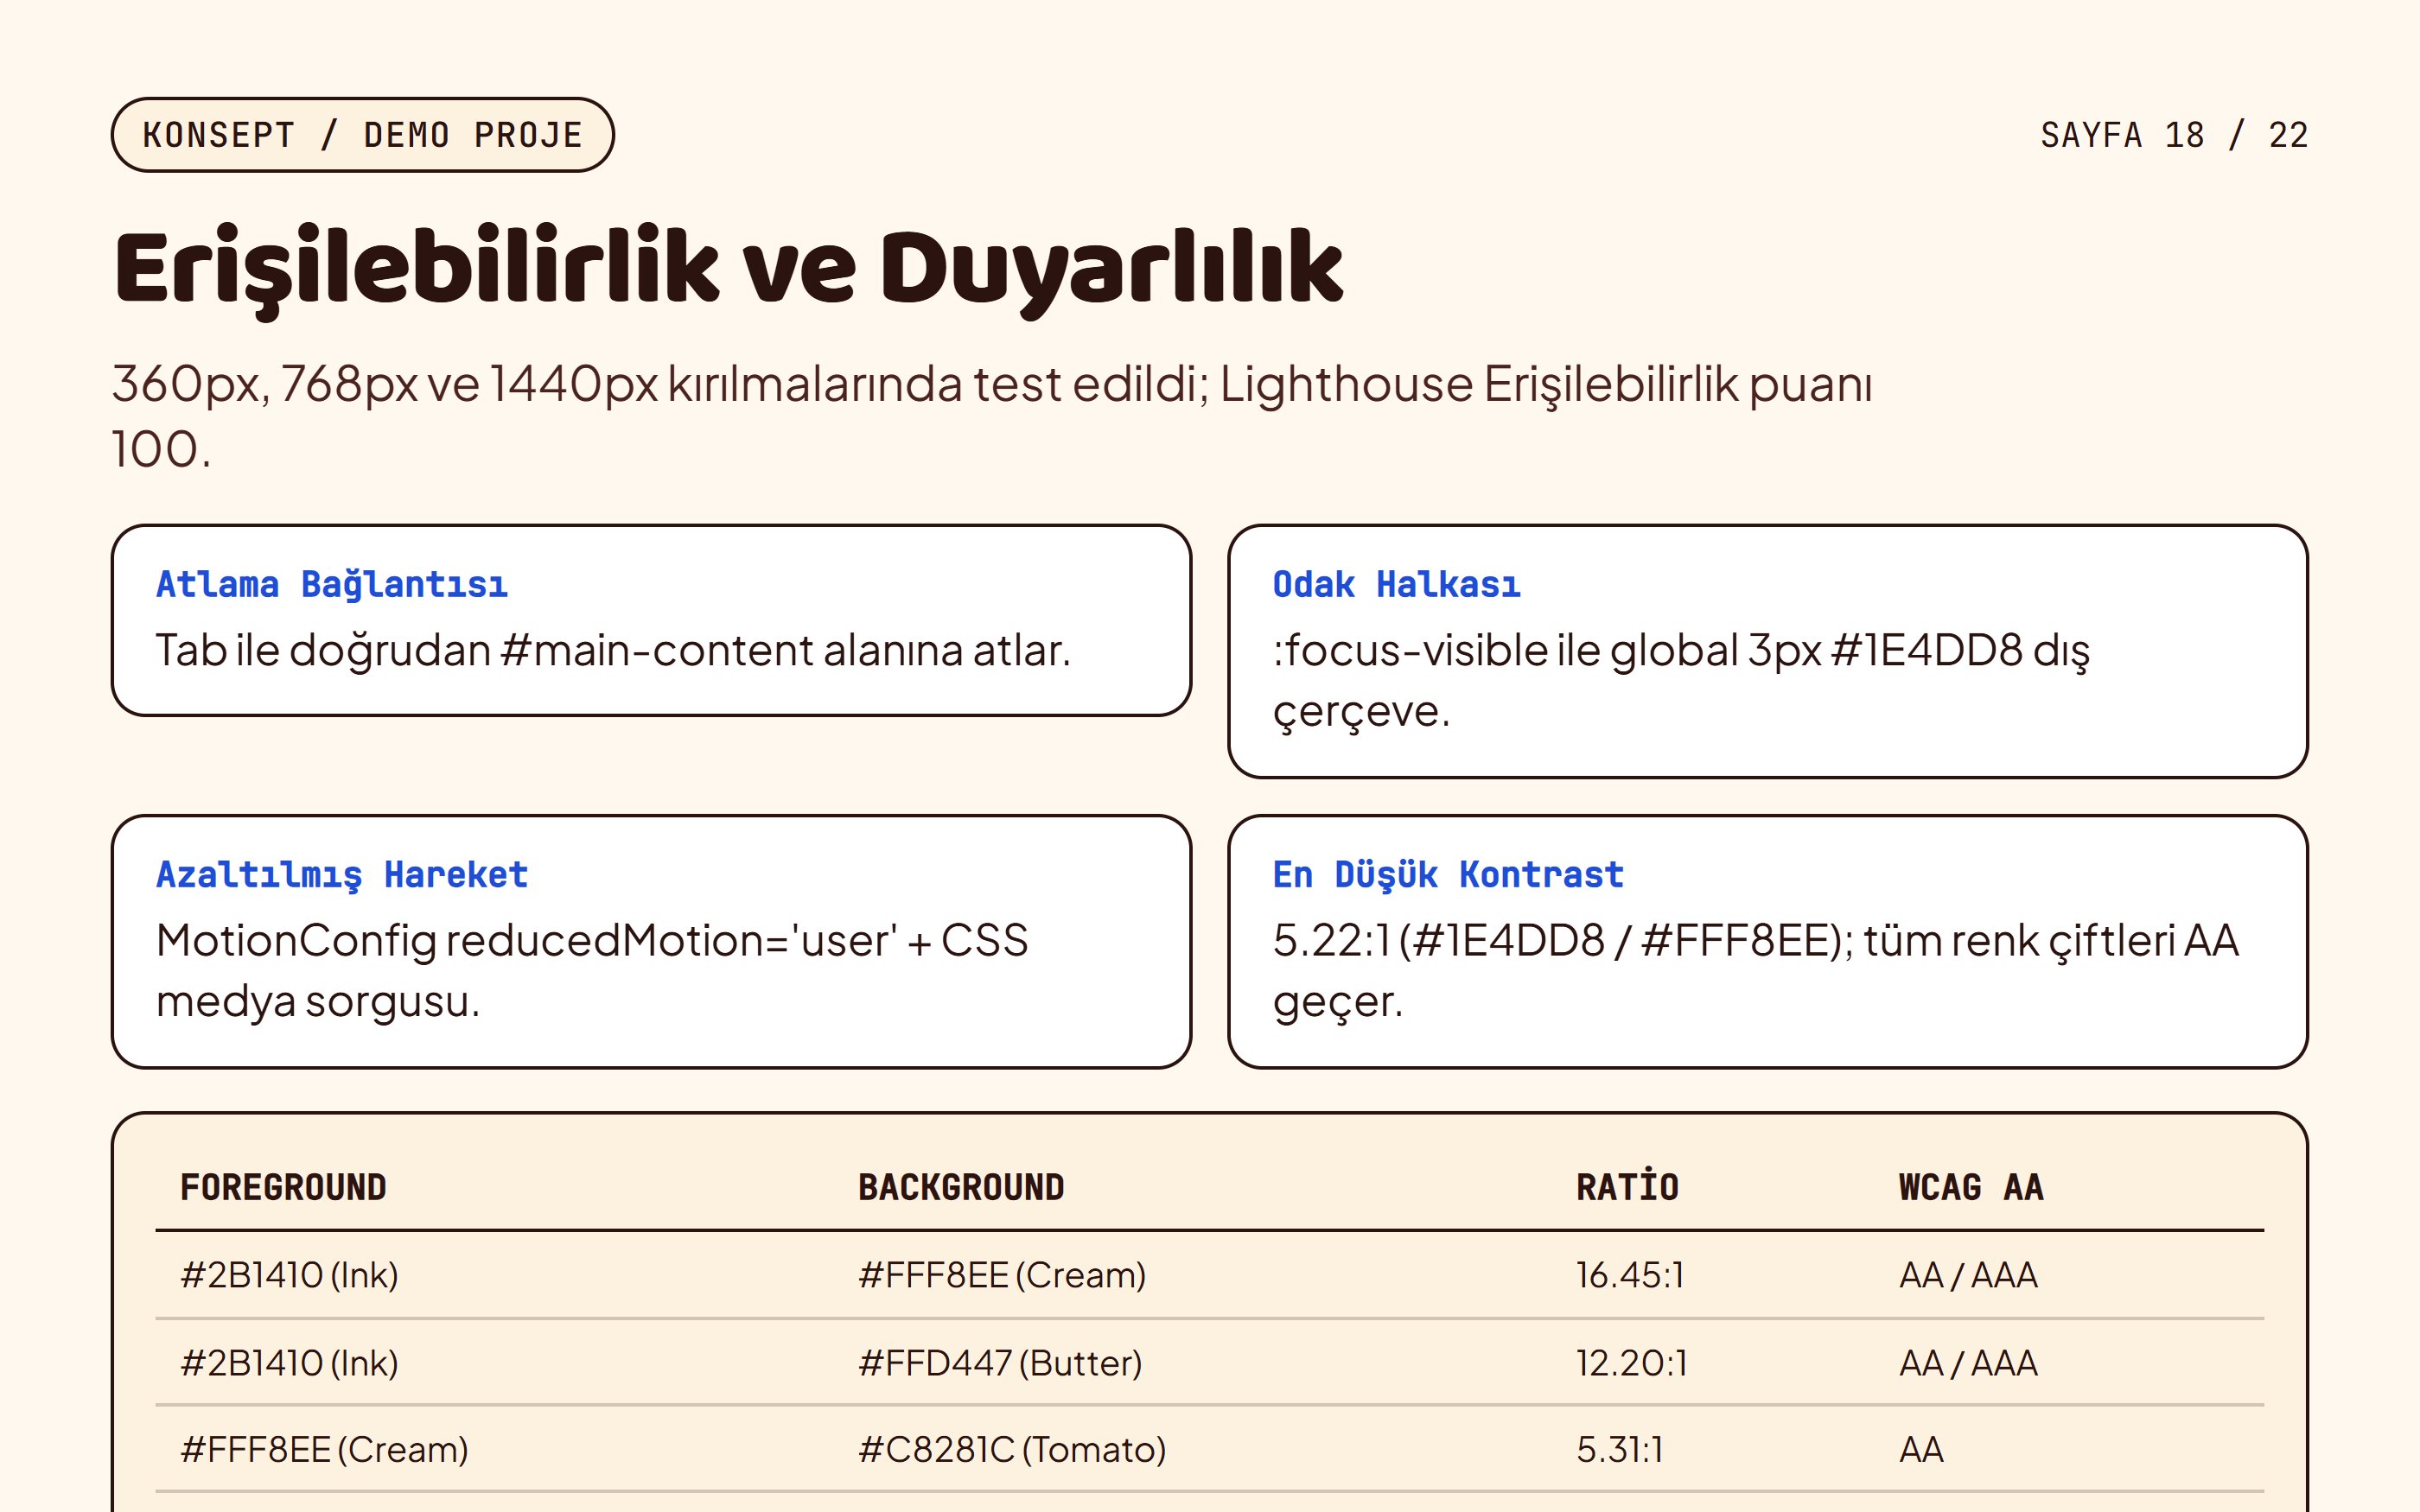 KONSEPT / DEMO PROJE
SAYFA 18 / 22
Erişilebilirlik ve Duyarlılık
360px, 768px ve 1440px kırılmalarında test edildi; Lighthouse Erişilebilirlik puanı
100.
Atlama Bağlantısı
Tab ile doğrudan #main-content alanına atlar.
Odak Halkası
:focus-visible ile global 3px #1E4DD8 dış
çerçeve.
Azaltılmış Hareket
MotionConfig reducedMotion='user' + CSS
medya sorgusu.
En Düşük Kontrast
5.22:1 (#1E4DD8 / #FFF8EE); tüm renk çiftleri AA
geçer.
FOREGROUND BACKGROUND RATİO WCAG AA
#2B1410 (Ink) #FFF8EE (Cream) 16.45:1 AA / AAA
#2B1410 (Ink) #FFD447 (Butter) 12.20:1 AA / AAA
#FFF8EE (Cream) #C8281C (Tomato) 5.31:1 AA